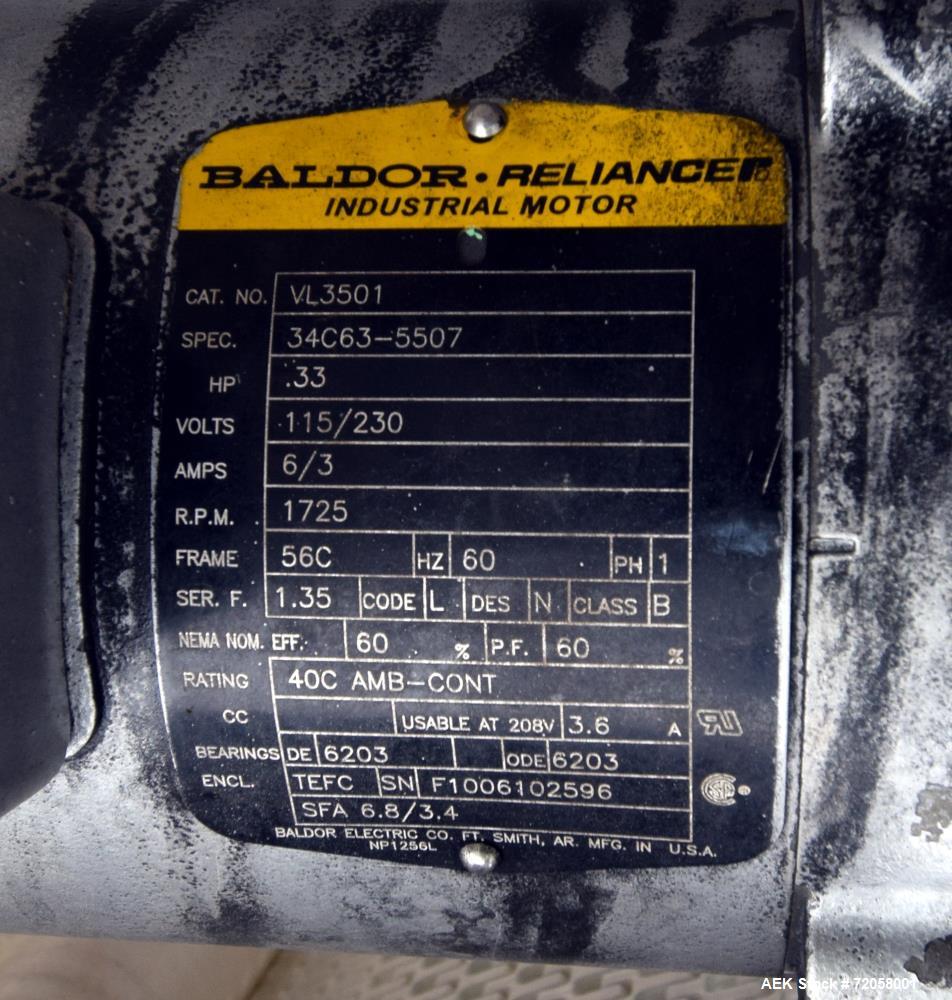 BALDOR • RELIANCER
INDUSTRIAL MOTOR
CAT. NO. VL3501
SPEC. 34C63-5507
HP .33
VOLTS 115/230
AMPS 6/3
R.P.M. 1725
FRAME 56C HZ 60 PH 1
SER. F. 1.35 CODE L DES N CLASS B
NEMA NOM. EFF. 60 % P.F. 60 %
RATING 40C AMB-CONT
CC USABLE AT 208V 3.6 A
BEARINGS DE 6203 ODE 6203
ENCL. TEFC SN F1006102596
SFA 6.8/3.4
BALDOR ELECTRIC CO. FT. SMITH, AR. MFG. IN U.S.A.
NP1256L
AEK Stock # 72058001